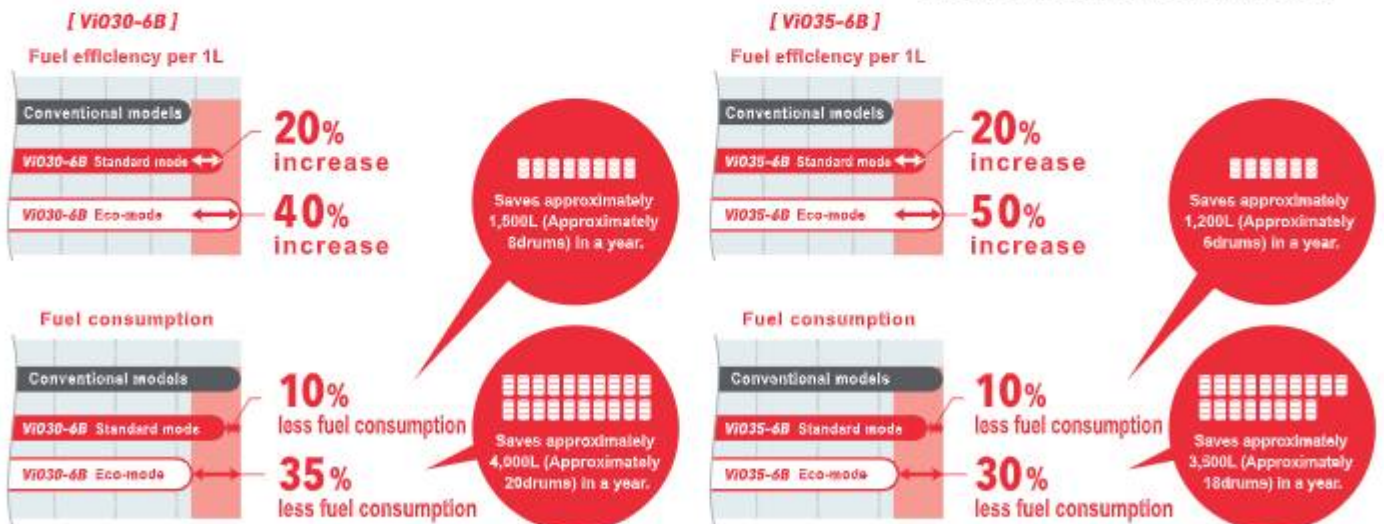 [ ViO30-6B ]
Fuel efficiency per 1L
Conventional models
ViO30-6B Standard mode
ViO30-6B Eco-mode
20%
increase
40%
increase
Saves approximately
1,500L (Approximately
8drums) in a year.
Fuel consumption
Conventional models
ViO30-6B Standard mode
ViO30-6B Eco-mode
10%
less fuel consumption
35%
less fuel consumption
Saves approximately
4,000L (Approximately
20drums) in a year.
[ ViO35-6B ]
Fuel efficiency per 1L
Conventional models
ViO35-6B Standard mode
ViO35-6B Eco-mode
20%
increase
50%
increase
Saves approximately
1,200L (Approximately
6drums) in a year.
Fuel consumption
Conventional models
ViO35-6B Standard mode
ViO35-6B Eco-mode
10%
less fuel consumption
30%
less fuel consumption
Saves approximately
3,600L (Approximately
18drums) in a year.